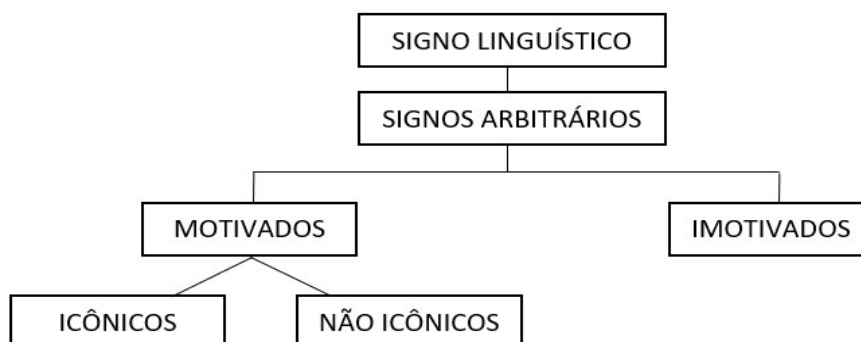 SIGNO LINGUÍSTICO
SIGNOS ARBITRÁRIOS
MOTIVADOS
IMOTIVADOS
ICÔNICOS
NÃO ICÔNICOS